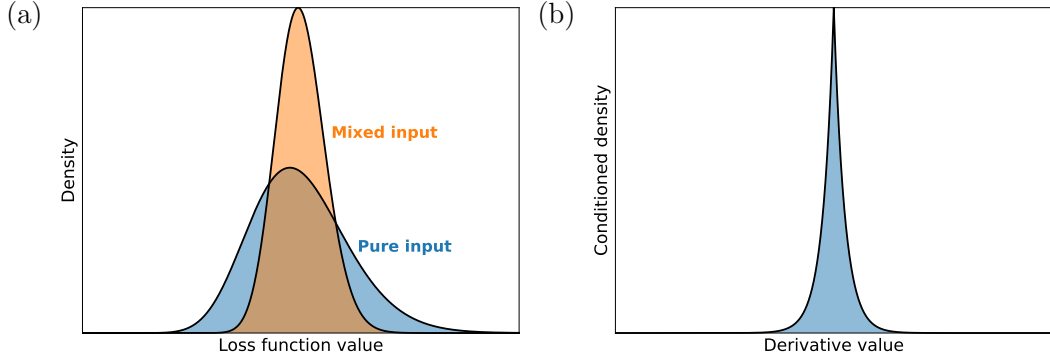 (a)
Density
Mixed input
Pure input
Loss function value
(b)
Conditioned density
Derivative value